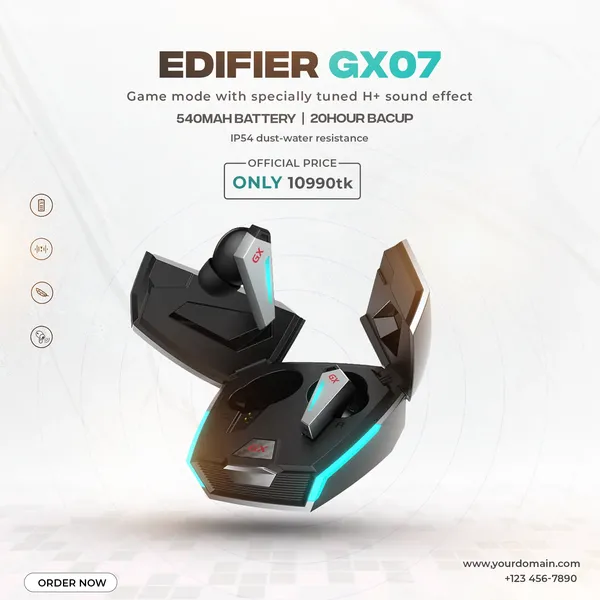 EDIFIER GX07
Game mode with specially tuned H+ sound effect
540MAH BATTERY | 20HOUR BACUP
IP54 dust-water resistance
OFFICIAL PRICE
ONLY 10990tk
GX
GX
GX
www.yourdomain.com
+123 456-7890
ORDER NOW